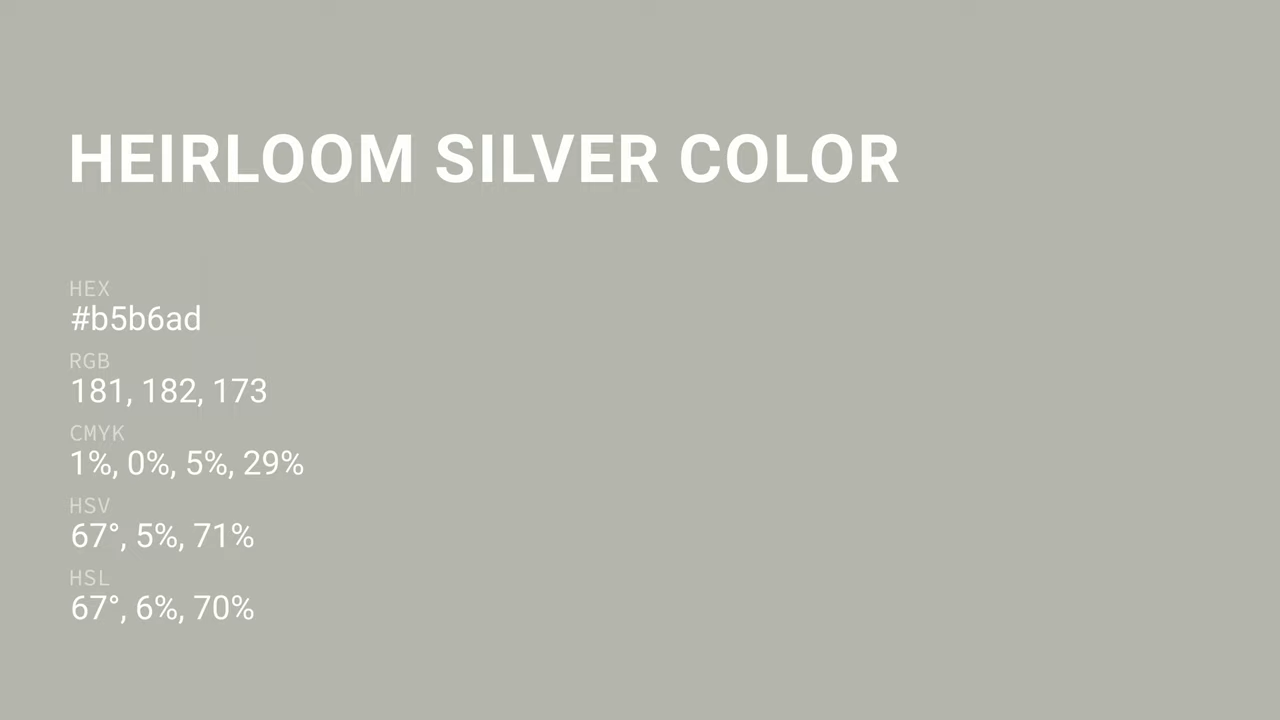 HEIRLOOM SILVER COLOR
HEX
#b5b6ad
RGB
181, 182, 173
CMYK
1%, 0%, 5%, 29%
HSV
67°, 5%, 71%
HSL
67°, 6%, 70%